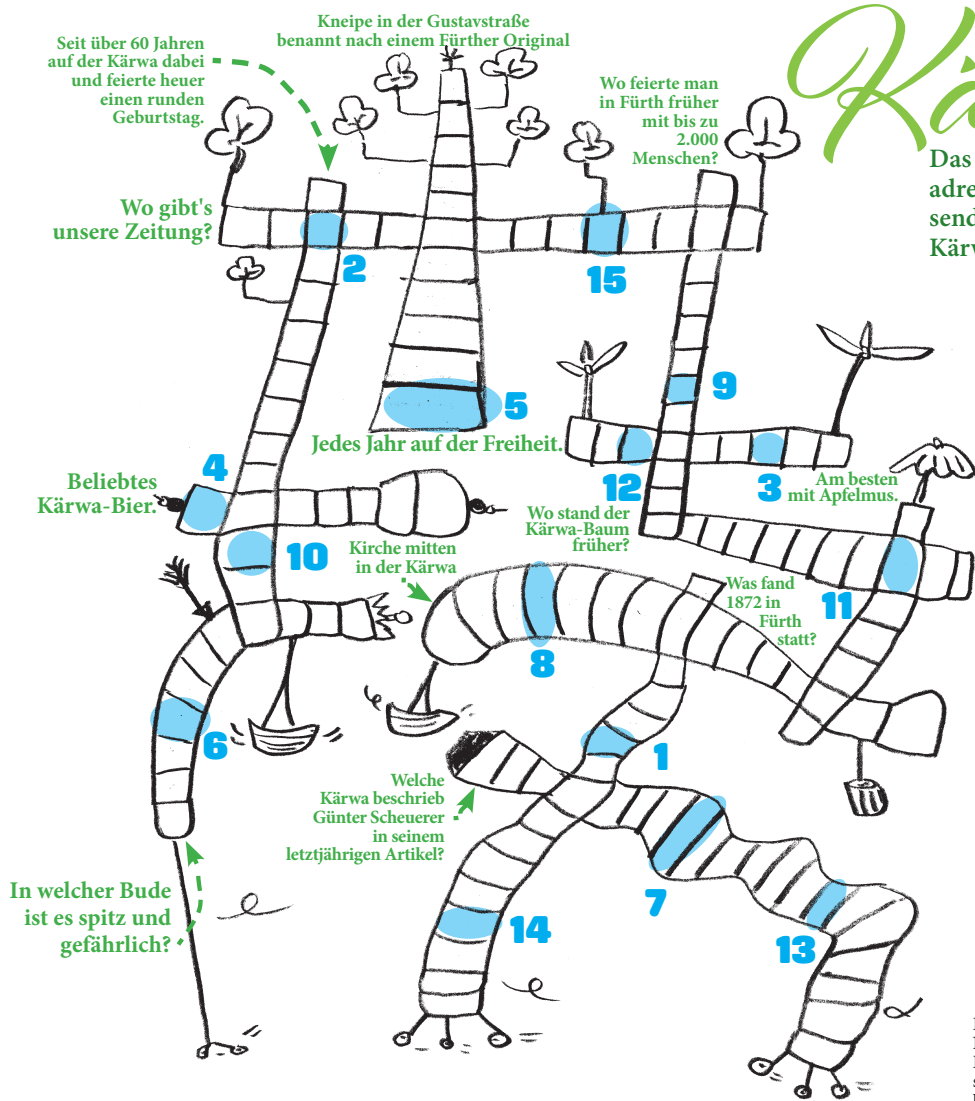 Kneipe in der Gustavstraße
benannt nach einem Fürther Original
Seit über 60 Jahren
auf der Kärwa dabei
und feierte heuer
einen runden
Geburtstag.
Wo feierte man
in Fürth früher
mit bis zu
2.000
Menschen?
Das
adre
send
Kärw
Wo gibt's
unsere Zeitung?
2
15
9
5
Jedes Jahr auf der Freiheit.
4
12
3
Am besten
mit Apfelmus.
Beliebtes
Kärwa-Bier.
Wo stand der
Kärwa-Baum
früher?
10
Kirche mitten
in der Kärwa
11
Was fand
1872 in
Fürth
statt?
8
6
1
Welche
Kärwa beschrieb
Günter Scheuerer
in seinem
letztjährigen Artikel?
7
In welcher Bude
ist es spitz und
gefährlich?
14
13